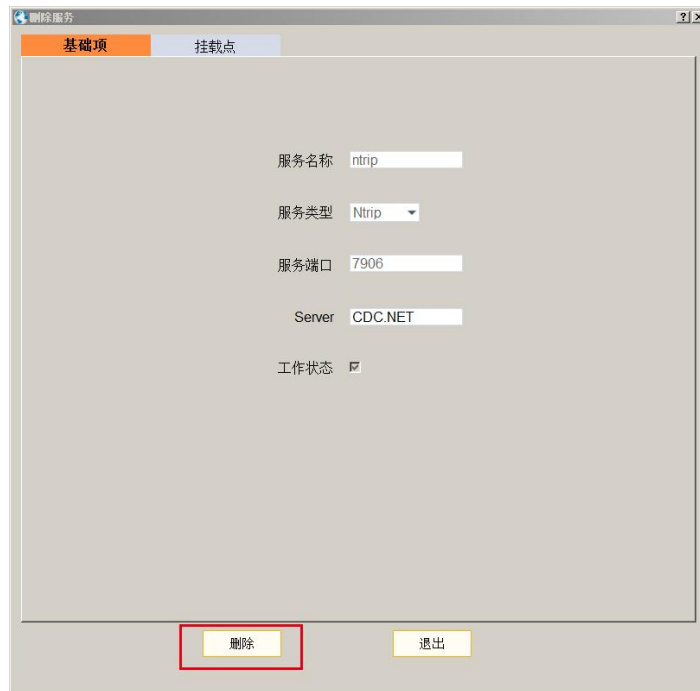 删除服务
基础项 挂载点
服务名称 ntrip
服务类型 Ntrip
服务端口 7906
Server CDC.NET
工作状态
删除 退出